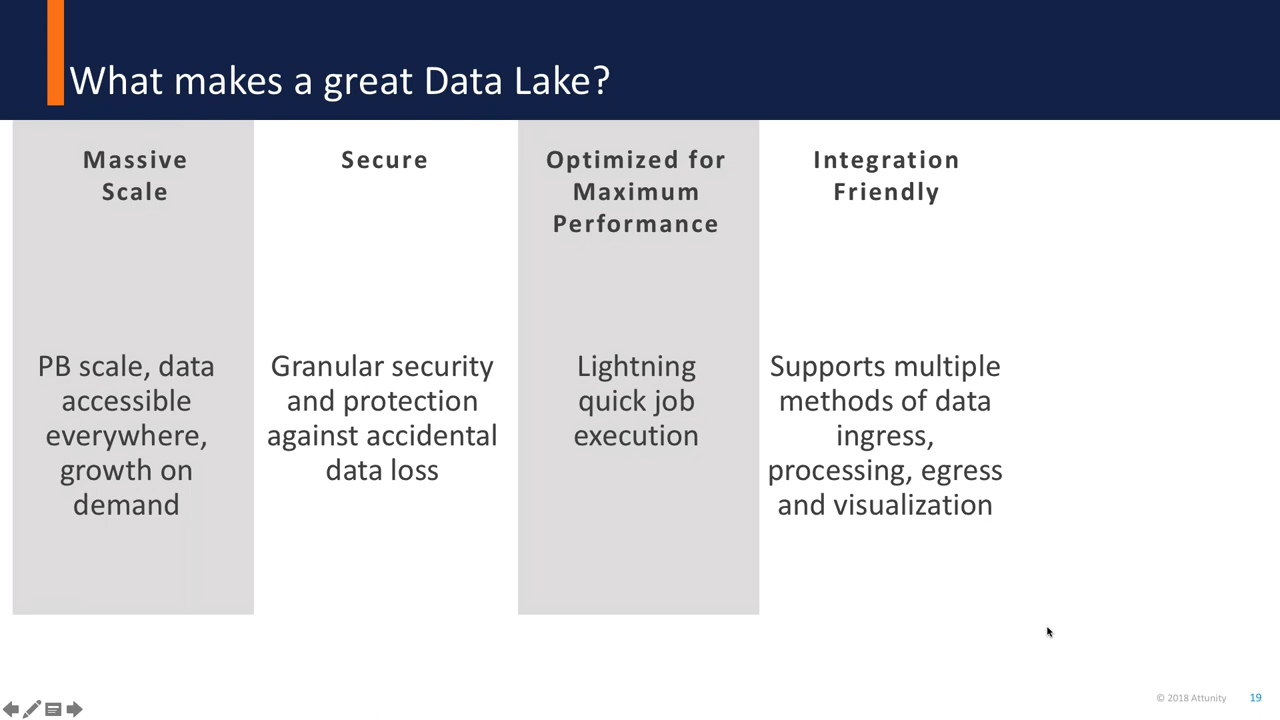 What makes a great Data Lake?
Massive
Scale
PB scale, data
accessible
everywhere,
growth on
demand
Secure
Granular security
and protection
against accidental
data loss
Optimized for
Maximum
Performance
Lightning
quick job
execution
Integration
Friendly
Supports multiple
methods of data
ingress,
processing, egress
and visualization
© 2018 Attunity
19